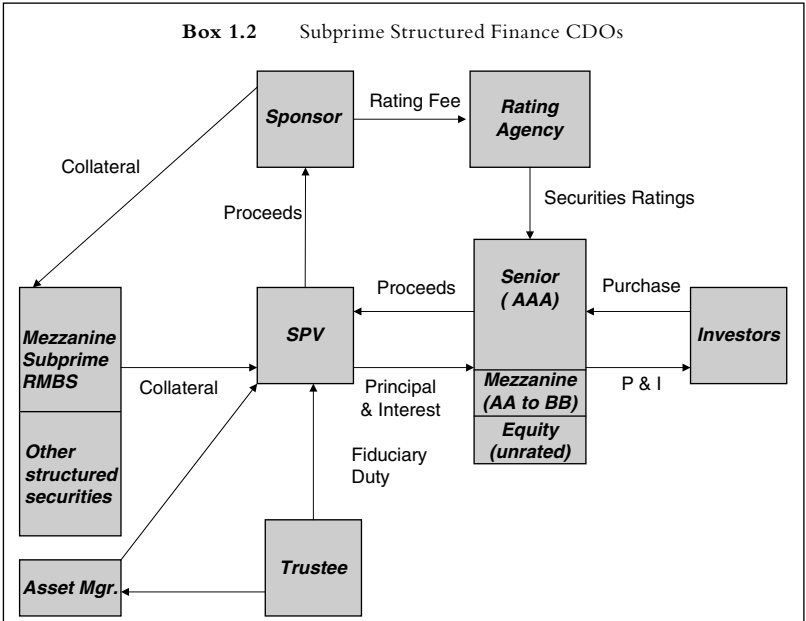 Box 1.2 Subprime Structured Finance CDOs
Sponsor
Rating Fee
Rating
Agency
Collateral
Proceeds
Securities Ratings
Senior
( AAA)
Proceeds
Purchase
Mezzanine
Subprime
RMBS
SPV
Investors
Collateral
Principal
& Interest
Mezzanine
(AA to BB)
P & I
Other
structured
securities
Fiduciary
Duty
Equity
(unrated)
Asset Mgr.
Trustee